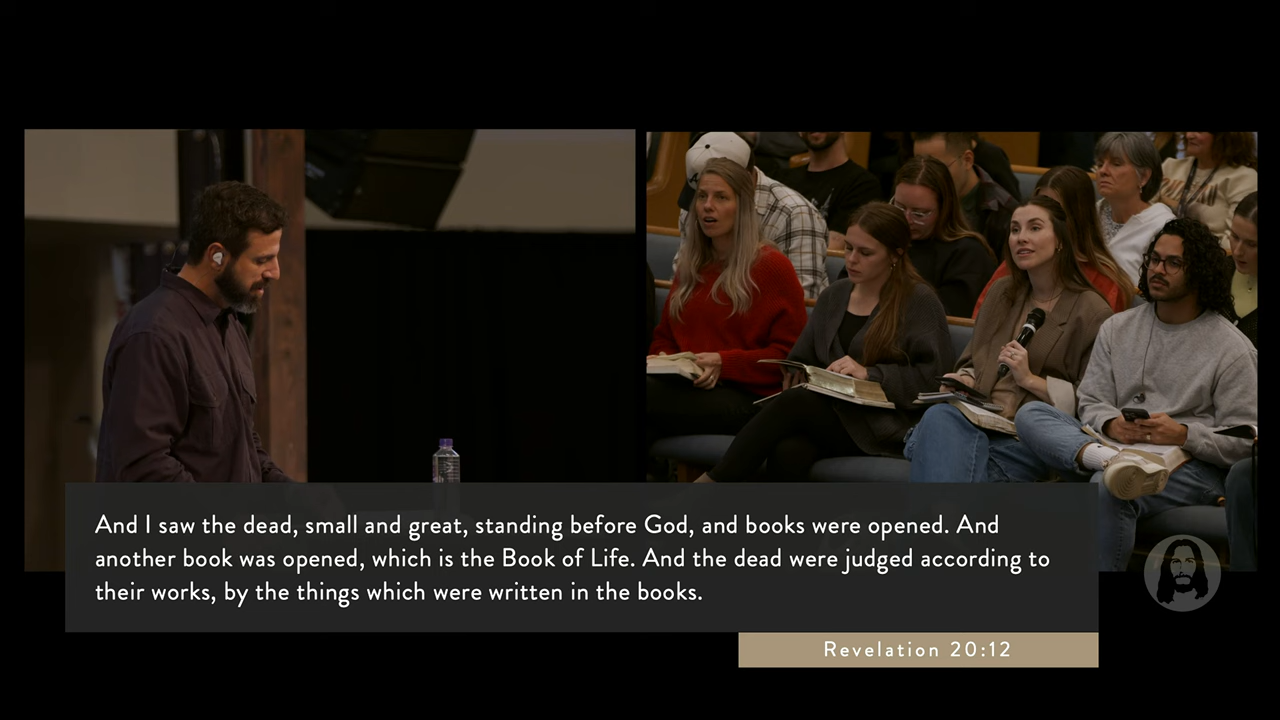 And I saw the dead, small and great, standing before God, and books were opened. And
another book was opened, which is the Book of Life. And the dead were judged according to
their works, by the things which were written in the books.
Revelation 20:12